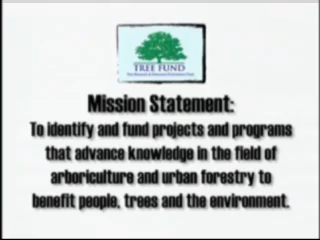 TREE FUND
Mission Statement:
To identify and fund projects and programs
that advance knowledge in the field of
arboriculture and urban forestry to
benefit people, trees and the environment.